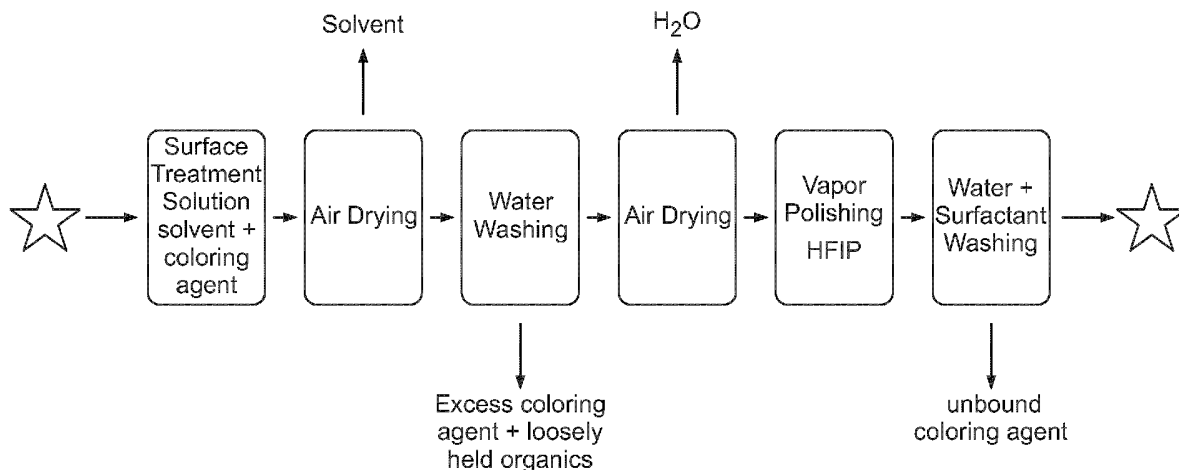 Solvent
H₂O
Surface
Treatment
Solution
solvent +
coloring
agent
Air Drying
Water
Washing
Air Drying
Vapor
Polishing
HFIP
Water +
Surfactant
Washing
Excess coloring
agent + loosely
held organics
unbound
coloring agent